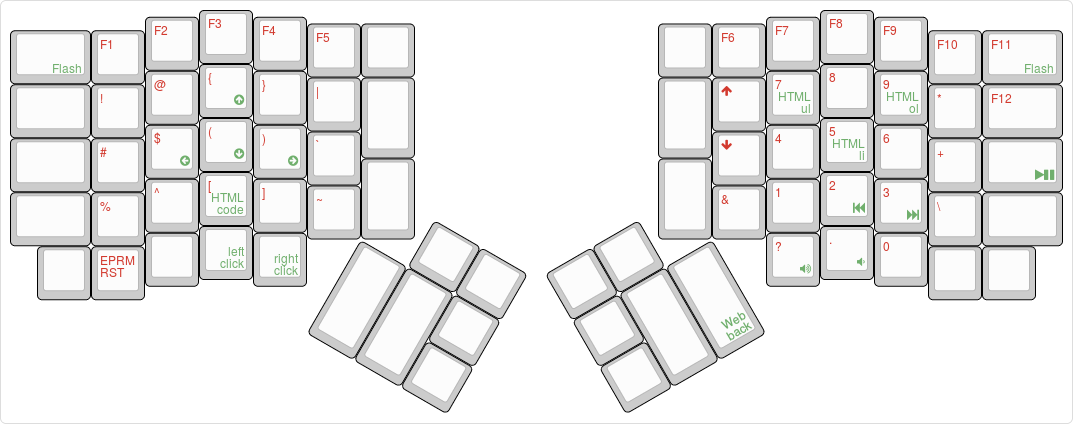 Flash
F1
F2
F3
F4
F5
F6
F7
F8
F9
F10
F11
Flash
!
@
{
}
|
7
HTML
ul
8
9
HTML
ol
*
F12
#
$
(
)
`
4
5
HTML
li
6
+
%
^
[
HTML
code
]
~
&
1
2
3
\
EPRM
RST
left
click
right
click
?
.
0
Web
back